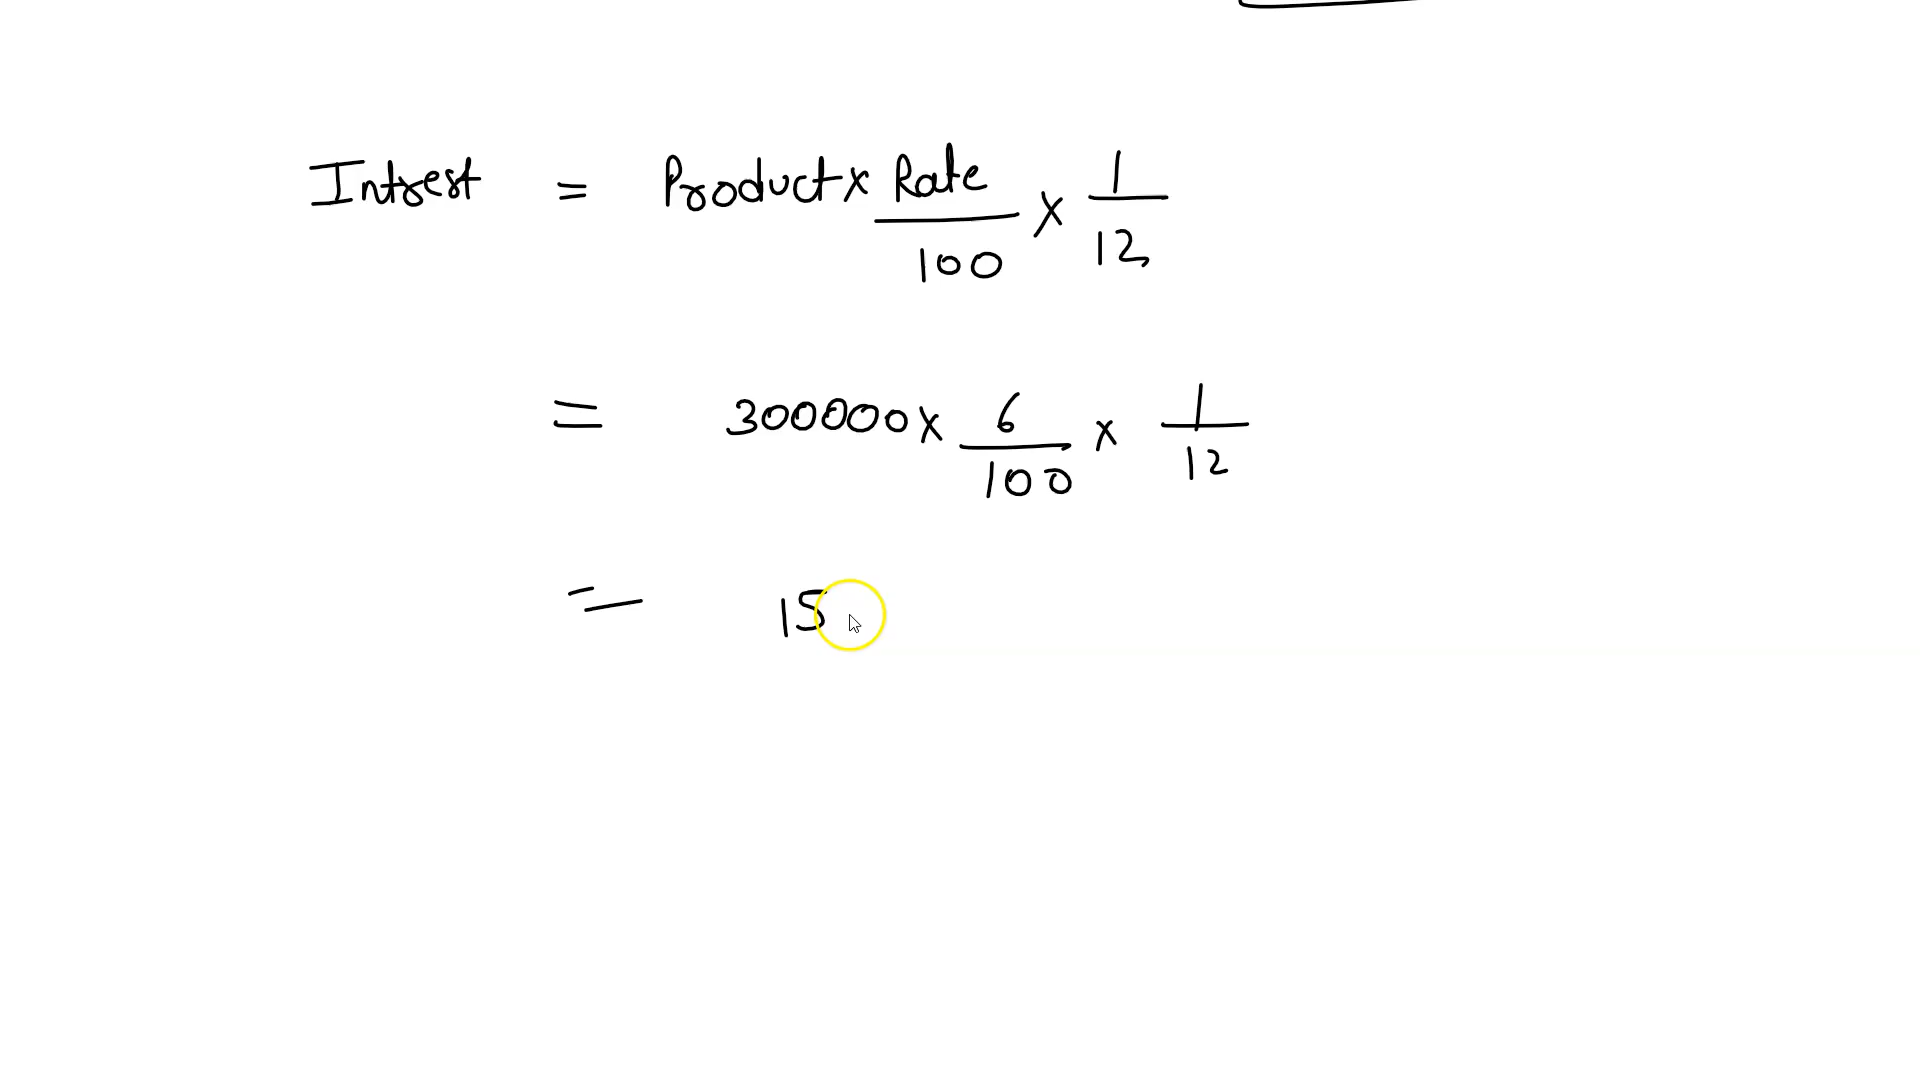 Intrest = Product x Rate/100 x 1/12
= 300000 x 6/100 x 1/12
= 15